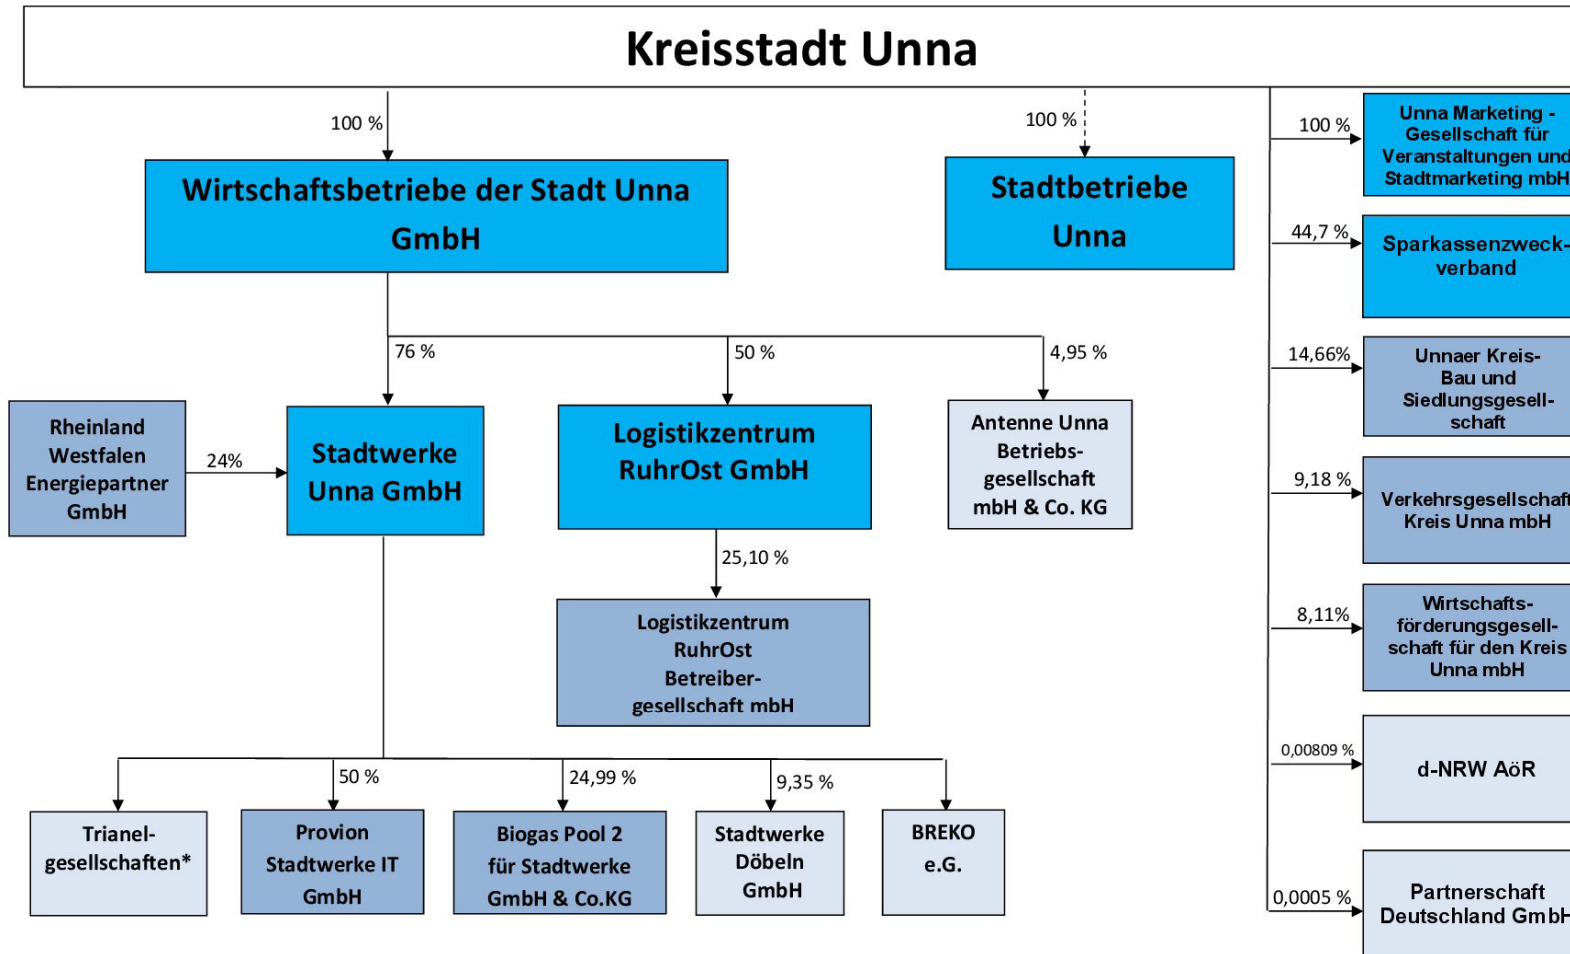 Kreisstadt Unna
100 %
Wirtschaftsbetriebe der Stadt Unna
GmbH
100 %
Stadtbetriebe
Unna
76 %
50 %
4,95 %
Rheinland
Westfalen
Energiepartner
GmbH
24%
Stadtwerke
Unna GmbH
Logistikzentrum
RuhrOst GmbH
Antenne Unna
Betriebs-
gesellschaft
mbH & Co. KG
25,10 %
Logistikzentrum
RuhrOst
Betreiber-
gesellschaft mbH
50 %
24,99 %
9,35 %
Trianel-
gesellschaften*
Provion
Stadtwerke IT
GmbH
Biogas Pool 2
für Stadtwerke
GmbH & Co.KG
Stadtwerke
Döbeln
GmbH
BREKO
e.G.
100 %
Unna Marketing -
Gesellschaft für
Veranstaltungen und
Stadtmarketing mbH
44,7 %
Sparkassenzweck-
verband
14,66%
Unnaer Kreis-
Bau und
Siedlungsgesell-
schaft
9,18 %
Verkehrsgesellschaft
Kreis Unna mbH
8,11%
Wirtschafts-
förderungsgesell-
schaft für den Kreis
Unna mbH
0,00809 %
d-NRW AöR
0,0005 %
Partnerschaft
Deutschland GmbH